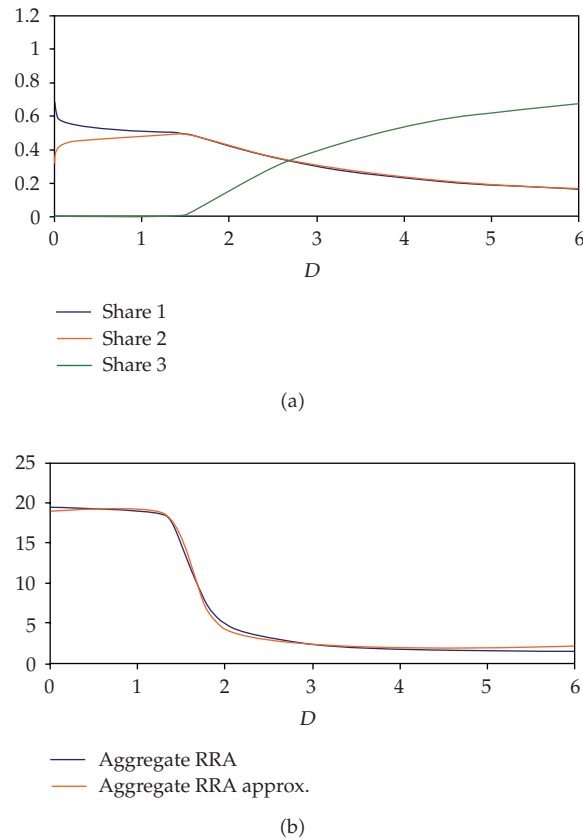 1.2
1
0.8
0.6
0.4
0.2
0
0 1 2 3 4 5 6
D
Share 1
Share 2
Share 3
(a)
25
20
15
10
5
0
0 1 2 3 4 5 6
D
Aggregate RRA
Aggregate RRA approx.
(b)